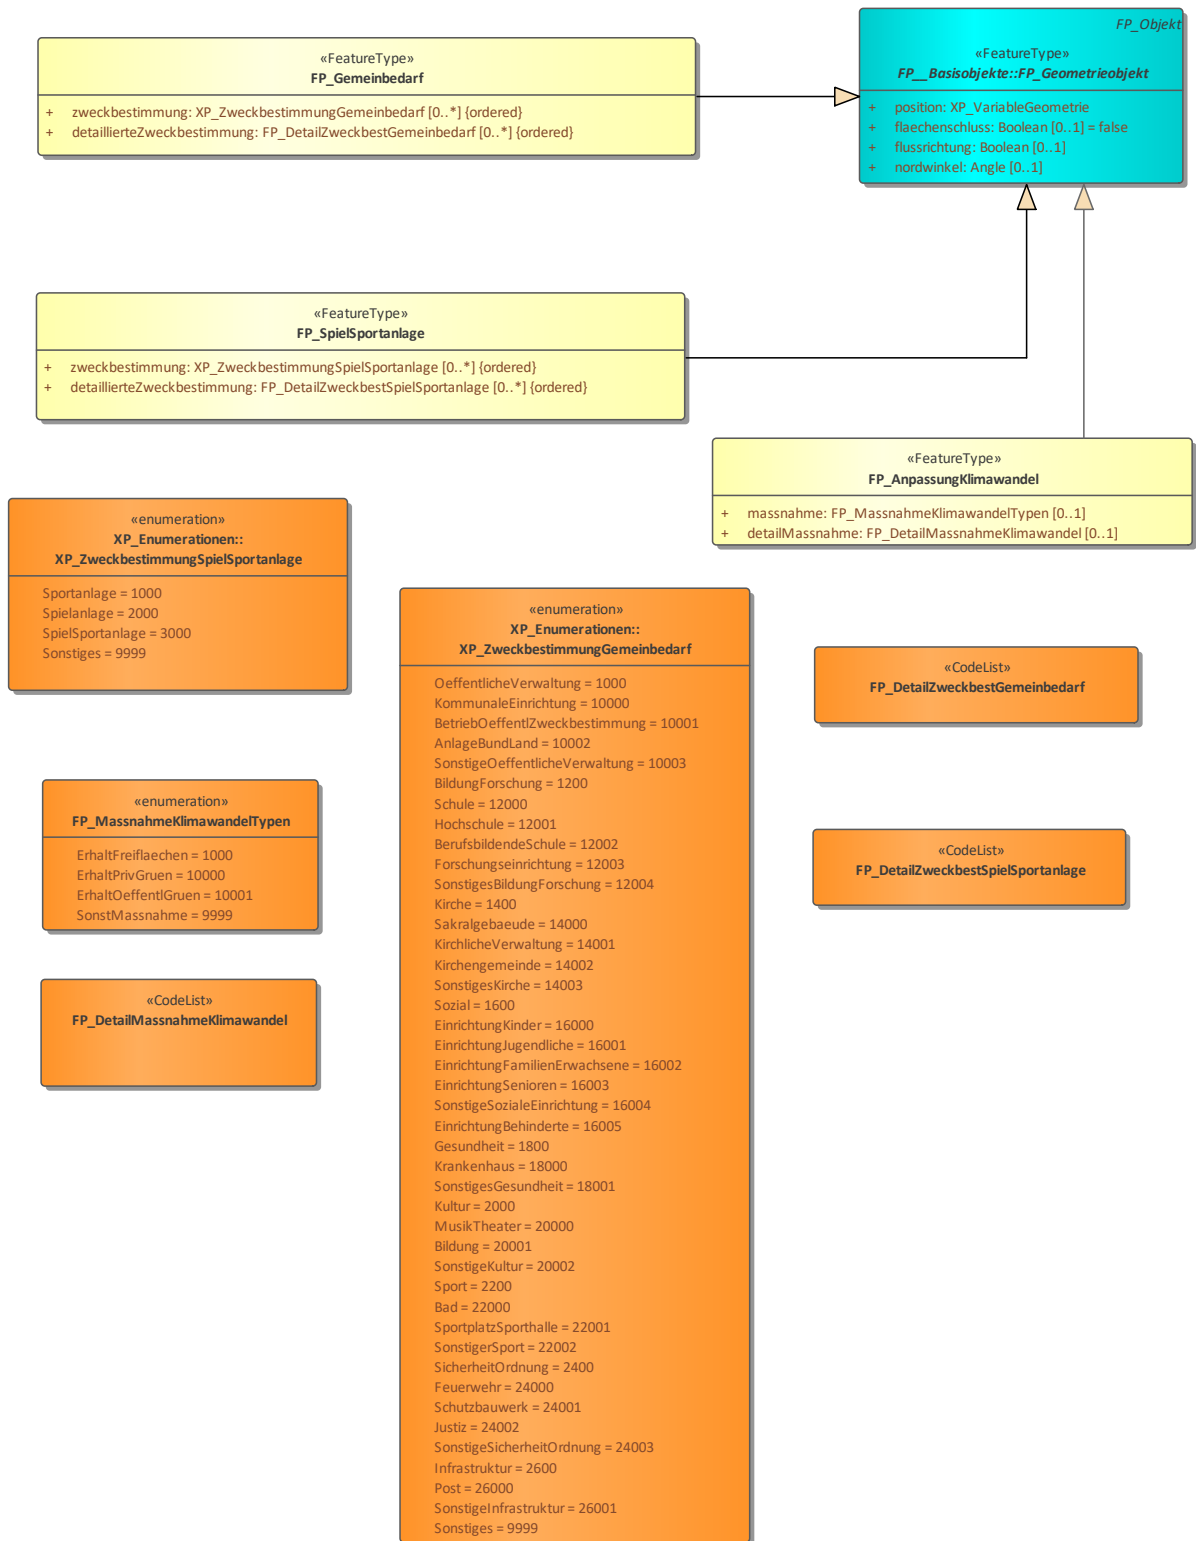 FP_Objekt
«FeatureType»
FP__Basisobjekte::FP_Geometrieobjekt
+ position: XP_VariableGeometrie
+ flaechenschluss: Boolean [0..1] = false
+ flussrichtung: Boolean [0..1]
+ nordwinkel: Angle [0..1]
«FeatureType»
FP_Gemeinbedarf
+ zweckbestimmung: XP_ZweckbestimmungGemeinbedarf [0..*] {ordered}
+ detaillierteZweckbestimmung: FP_DetailZweckbestGemeinbedarf [0..*] {ordered}
«FeatureType»
FP_SpielSportanlage
+ zweckbestimmung: XP_ZweckbestimmungSpielSportanlage [0..*] {ordered}
+ detaillierteZweckbestimmung: FP_DetailZweckbestSpielSportanlage [0..*] {ordered}
«FeatureType»
FP_AnpassungKlimawandel
+ massnahme: FP_MassnahmeKlimawandelTypen [0..1]
+ detailMassnahme: FP_DetailMassnahmeKlimawandel [0..1]
«enumeration»
XP_Enumerationen::
XP_ZweckbestimmungSpielSportanlage
Sportanlage = 1000
Spielanlage = 2000
SpielSportanlage = 3000
Sonstiges = 9999
«enumeration»
FP_MassnahmeKlimawandelTypen
ErhaltFreiflaechen = 1000
ErhaltPrivGruen = 10000
ErhaltOeffentlGruen = 10001
SonstMassnahme = 9999
«CodeList»
FP_DetailMassnahmeKlimawandel
«enumeration»
XP_Enumerationen::
XP_ZweckbestimmungGemeinbedarf
OeffentlicheVerwaltung = 1000
KommunaleEinrichtung = 10000
BetriebOeffentlZweckbestimmung = 10001
AnlageBundLand = 10002
SonstigeOeffentlicheVerwaltung = 10003
BildungForschung = 1200
Schule = 12000
Hochschule = 12001
BerufsbildendeSchule = 12002
Forschungseinrichtung = 12003
SonstigesBildungForschung = 12004
Kirche = 1400
Sakralgebaeude = 14000
KirchlicheVerwaltung = 14001
Kirchengemeinde = 14002
SonstigesKirche = 14003
Sozial = 1600
EinrichtungKinder = 16000
EinrichtungJugendliche = 16001
EinrichtungFamilienErwachsene = 16002
EinrichtungSenioren = 16003
SonstigeSozialeEinrichtung = 16004
EinrichtungBehinderte = 16005
Gesundheit = 1800
Krankenhaus = 18000
SonstigesGesundheit = 18001
Kultur = 2000
MusikTheater = 20000
Bildung = 20001
SonstigeKultur = 20002
Sport = 2200
Bad = 22000
SportplatzSporthalle = 22001
SonstigerSport = 22002
SicherheitOrdnung = 2400
Feuerwehr = 24000
Schutzbauwerk = 24001
Justiz = 24002
SonstigeSicherheitOrdnung = 24003
Infrastruktur = 2600
Post = 26000
SonstigeInfrastruktur = 26001
Sonstiges = 9999
«CodeList»
FP_DetailZweckbestGemeinbedarf
«CodeList»
FP_DetailZweckbestSpielSportanlage